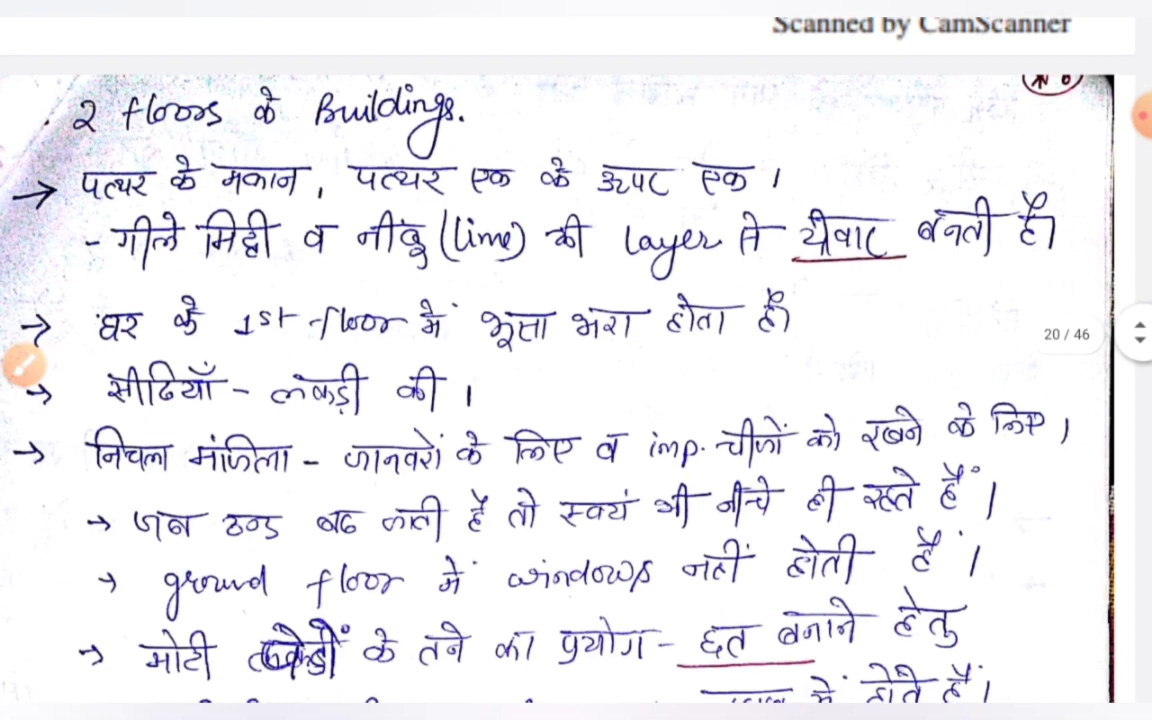 Scanned by CamScanner
2 floors के Buildings.
→ पत्थर के मकान, पत्थर एक के ऊपर एक।
- गीले मिट्टी व नींबू (lime) की layer से दीवार बनती है।
→ घर के 1st floor में भूसा भरा होता है।
20 / 46
→ सीढियाँ - लकड़ी की।
→ निचला मंजिला - जानवरों के लिए व imp. चीजों को रखने के लिए।
→ जब ठण्ड बढ जाती है तो स्वयं भी नीचे ही रहते हैं।
→ ground floor में windows नहीं होती है।
→ मोटी के तने का प्रयोग - छत बनाने हेतु
में होते हैं।